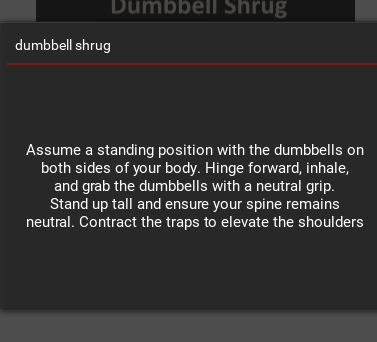 Dumbbell Shrug
dumbbell shrug
Assume a standing position with the dumbbells on
both sides of your body. Hinge forward, inhale,
and grab the dumbbells with a neutral grip.
Stand up tall and ensure your spine remains
neutral. Contract the traps to elevate the shoulders